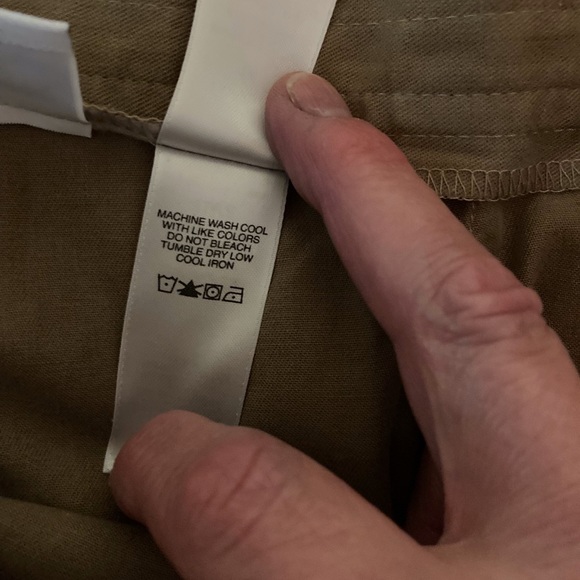 MACHINE WASH COOL
WITH LIKE COLORS
DO NOT BLEACH
TUMBLE DRY LOW
COOL IRON